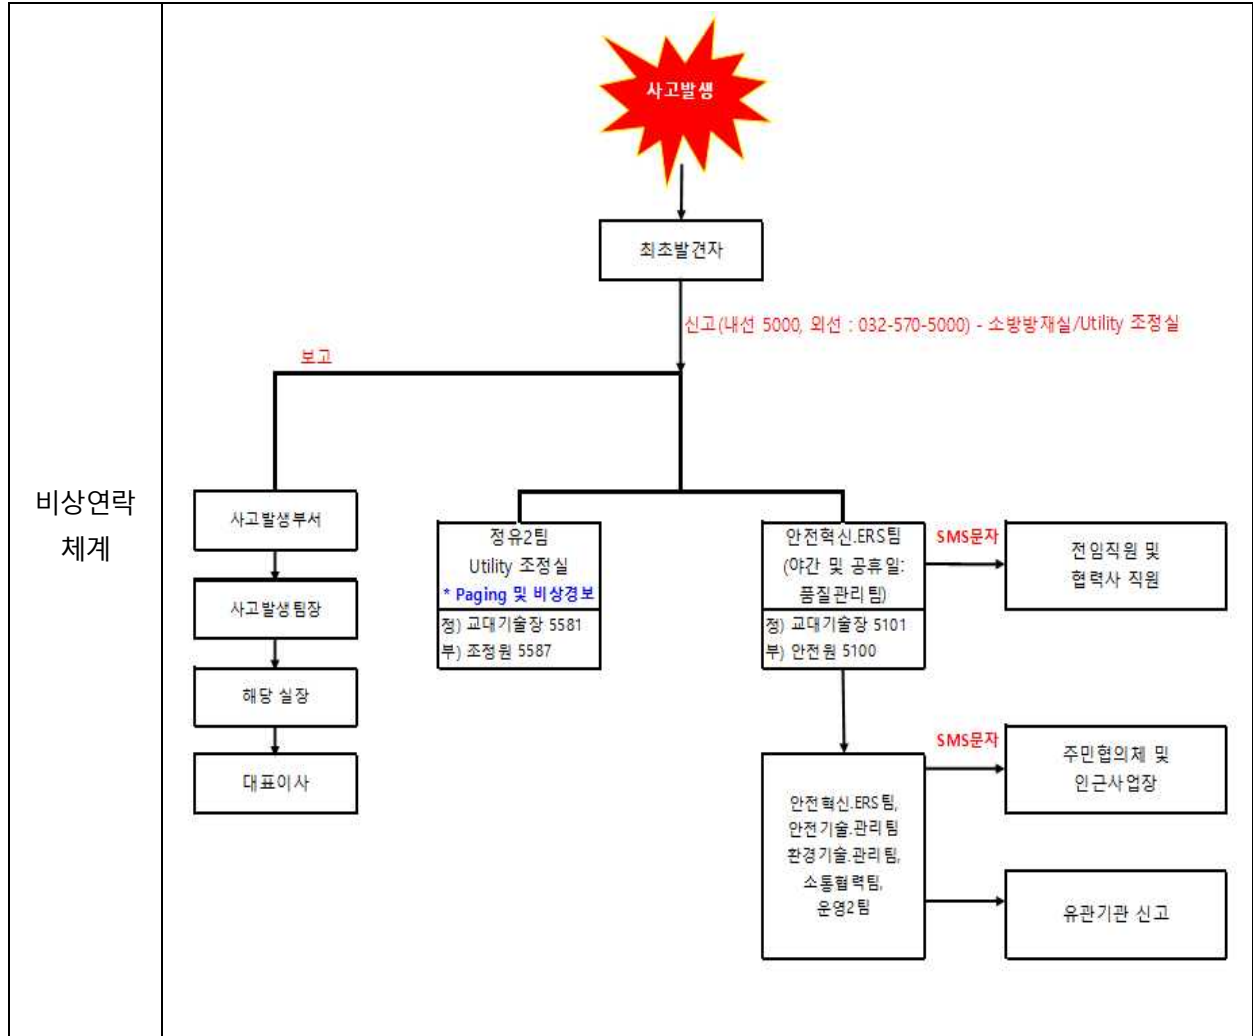 비상연락
체계
사고발생
최초발견자
신고(내선 5000, 외선 : 032-570-5000) - 소방방재실/Utility 조정실
보고
사고발생부서
사고발생팀장
해당 실장
대표이사
정유2팀
Utility 조정실
* Paging 및 비상경보
정) 교대기술장 5581
부) 조정원 5587
안전혁신.ERS팀
(야간 및 공휴일:
품질관리팀)
정) 교대기술장 5101
부) 안전원 5100
SMS문자
전임직원 및
협력사 직원
안전혁신.ERS팀,
안전기술.관리팀
환경기술.관리팀,
소통협력팀,
운영2팀
SMS문자
주민협의체 및
인근사업장
유관기관 신고